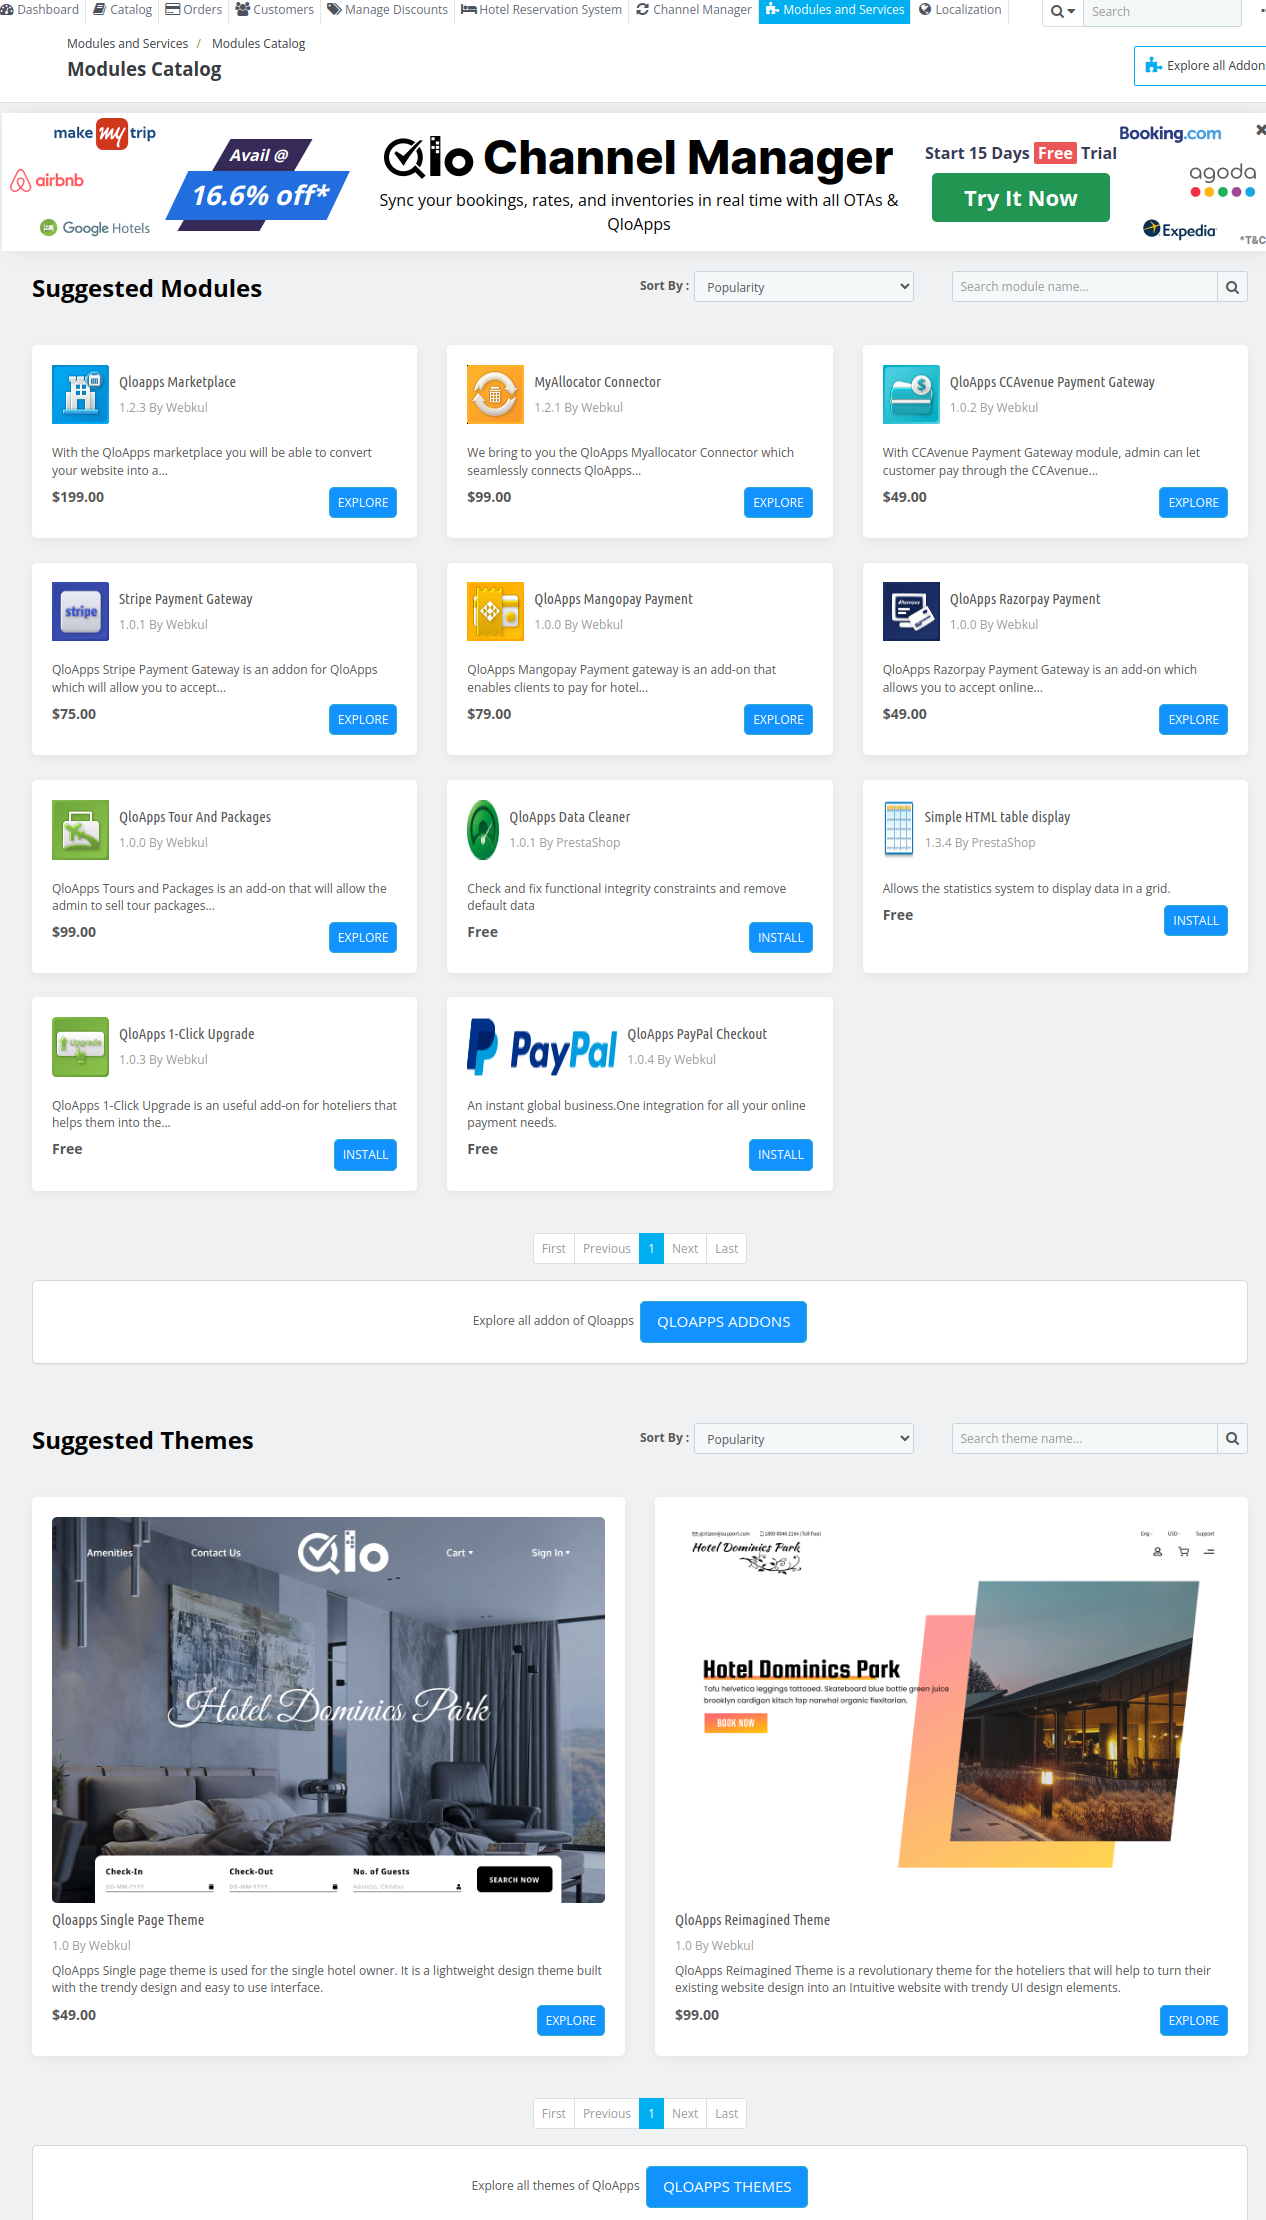 Dashboard Catalog Orders Customers Manage Discounts Hotel Reservation System Channel Manager Modules and Services Localization Search
Modules and Services / Modules Catalog
Modules Catalog
Explore all Addon
make my trip
airbnb
Google Hotels
Avail @
16.6% off*
Qlo Channel Manager
Sync your bookings, rates, and inventories in real time with all OTAs &
QloApps
Start 15 Days Free Trial
Try It Now
Booking.com
agoda
Expedia
*T&C
Suggested Modules
Sort By : Popularity
Search module name...
Qloapps Marketplace
1.2.3 By Webkul
With the QloApps marketplace you will be able to convert
your website into a...
$199.00
EXPLORE
MyAllocator Connector
1.2.1 By Webkul
We bring to you the QloApps Myallocator Connector which
seamlessly connects QloApps...
$99.00
EXPLORE
QloApps CCAvenue Payment Gateway
1.0.2 By Webkul
With CCAvenue Payment Gateway module, admin can let
customer pay through the CCAvenue...
$49.00
EXPLORE
stripe
Stripe Payment Gateway
1.0.1 By Webkul
QloApps Stripe Payment Gateway is an addon for QloApps
which will allow you to accept...
$75.00
EXPLORE
QloApps Mangopay Payment
1.0.0 By Webkul
QloApps Mangopay Payment gateway is an add-on that
enables clients to pay for hotel...
$79.00
EXPLORE
QloApps Razorpay Payment
1.0.0 By Webkul
QloApps Razorpay Payment Gateway is an add-on which
allows you to accept online...
$49.00
EXPLORE
QloApps Tour And Packages
1.0.0 By Webkul
QloApps Tours and Packages is an add-on that will allow the
admin to sell tour packages...
$99.00
EXPLORE
QloApps Data Cleaner
1.0.1 By PrestaShop
Check and fix functional integrity constraints and remove
default data
Free
INSTALL
Simple HTML table display
1.3.4 By PrestaShop
Allows the statistics system to display data in a grid.
Free
INSTALL
Upgrade
QloApps 1-Click Upgrade
1.0.3 By Webkul
QloApps 1-Click Upgrade is an useful add-on for hoteliers that
helps them into the...
Free
INSTALL
PayPal
QloApps PayPal Checkout
1.0.4 By Webkul
An instant global business.One integration for all your online
payment needs.
Free
INSTALL
First Previous 1 Next Last
Explore all addon of Qloapps QLOAPPS ADDONS
Suggested Themes
Sort By : Popularity
Search theme name...
Amenities Contact Us Qlo Cart Sign In
Hotel Dominics Park
Check-In Check-Out No. of Guests
DD-MM-YYYY DD-MM-YYYY Adult(s), Child(s)
SEARCH NOW
Qloapps Single Page Theme
1.0 By Webkul
QloApps Single page theme is used for the single hotel owner. It is a lightweight design theme built
with the trendy design and easy to use interface.
$49.00
EXPLORE
Eng USD Support
Hotel Dominics Park
Hotel Dominics Park
Tofu helvetica leggings tattooed. Skateboard blue bottle green juice
brooklyn cardigan kitsch fap narwhal organic flexitarian.
BOOK NOW
QloApps Reimagined Theme
1.0 By Webkul
QloApps Reimagined Theme is a revolutionary theme for the hoteliers that will help to turn their
existing website design into an Intuitive website with trendy UI design elements.
$99.00
EXPLORE
First Previous 1 Next Last
Explore all themes of QloApps QLOAPPS THEMES